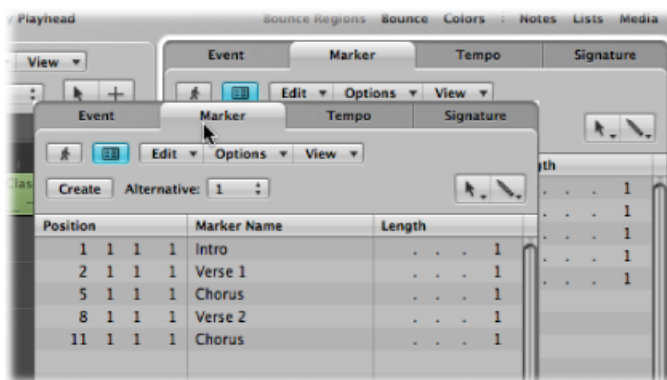 Playhead Bounce Regions Bounce Colors : Notes Lists Media
View Event Marker Tempo Signature
Edit Options View
Event Marker Tempo Signature
Edit Options View
Create Alternative: 1
Position Marker Name Length
1 1 1 1 Intro . . . 1
2 1 1 1 Verse 1 . . . 1
5 1 1 1 Chorus . . . 1
8 1 1 1 Verse 2 . . . 1
11 1 1 1 Chorus . . . 1
gth
. . . 1
. . . 1
. . . 1
. . . 1
. . . 1